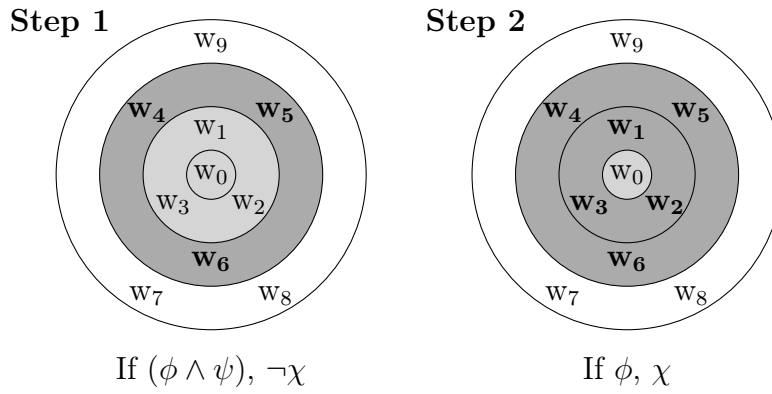 Step 1 Step 2
w₉ w₉
w₄ w₅ w₄ w₅
w₁ w₁
w₀ w₀
w₃ w₂ w₃ w₂
w₆ w₆
w₇ w₈ w₇ w₈
If (ϕ ∧ ψ), ¬χ If ϕ, χ